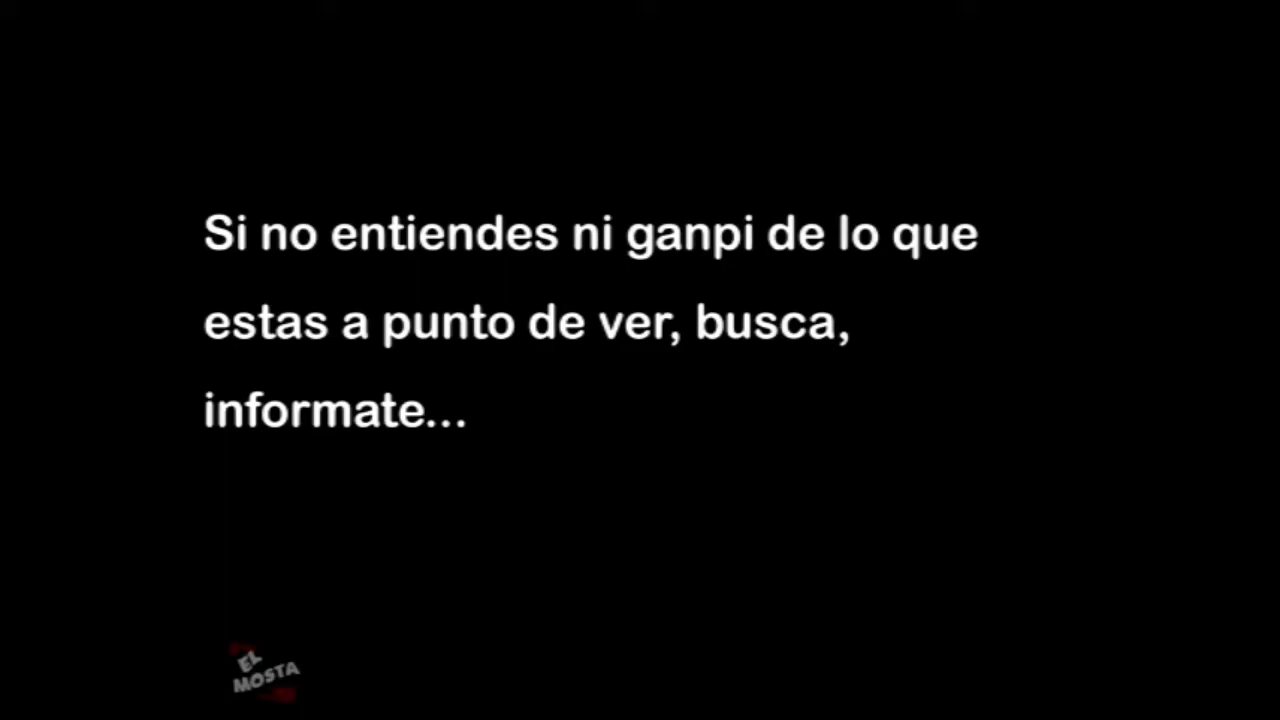 Si no entiendes ni ganpi de lo que
estas a punto de ver, busca,
informate...
EL
MOSTA